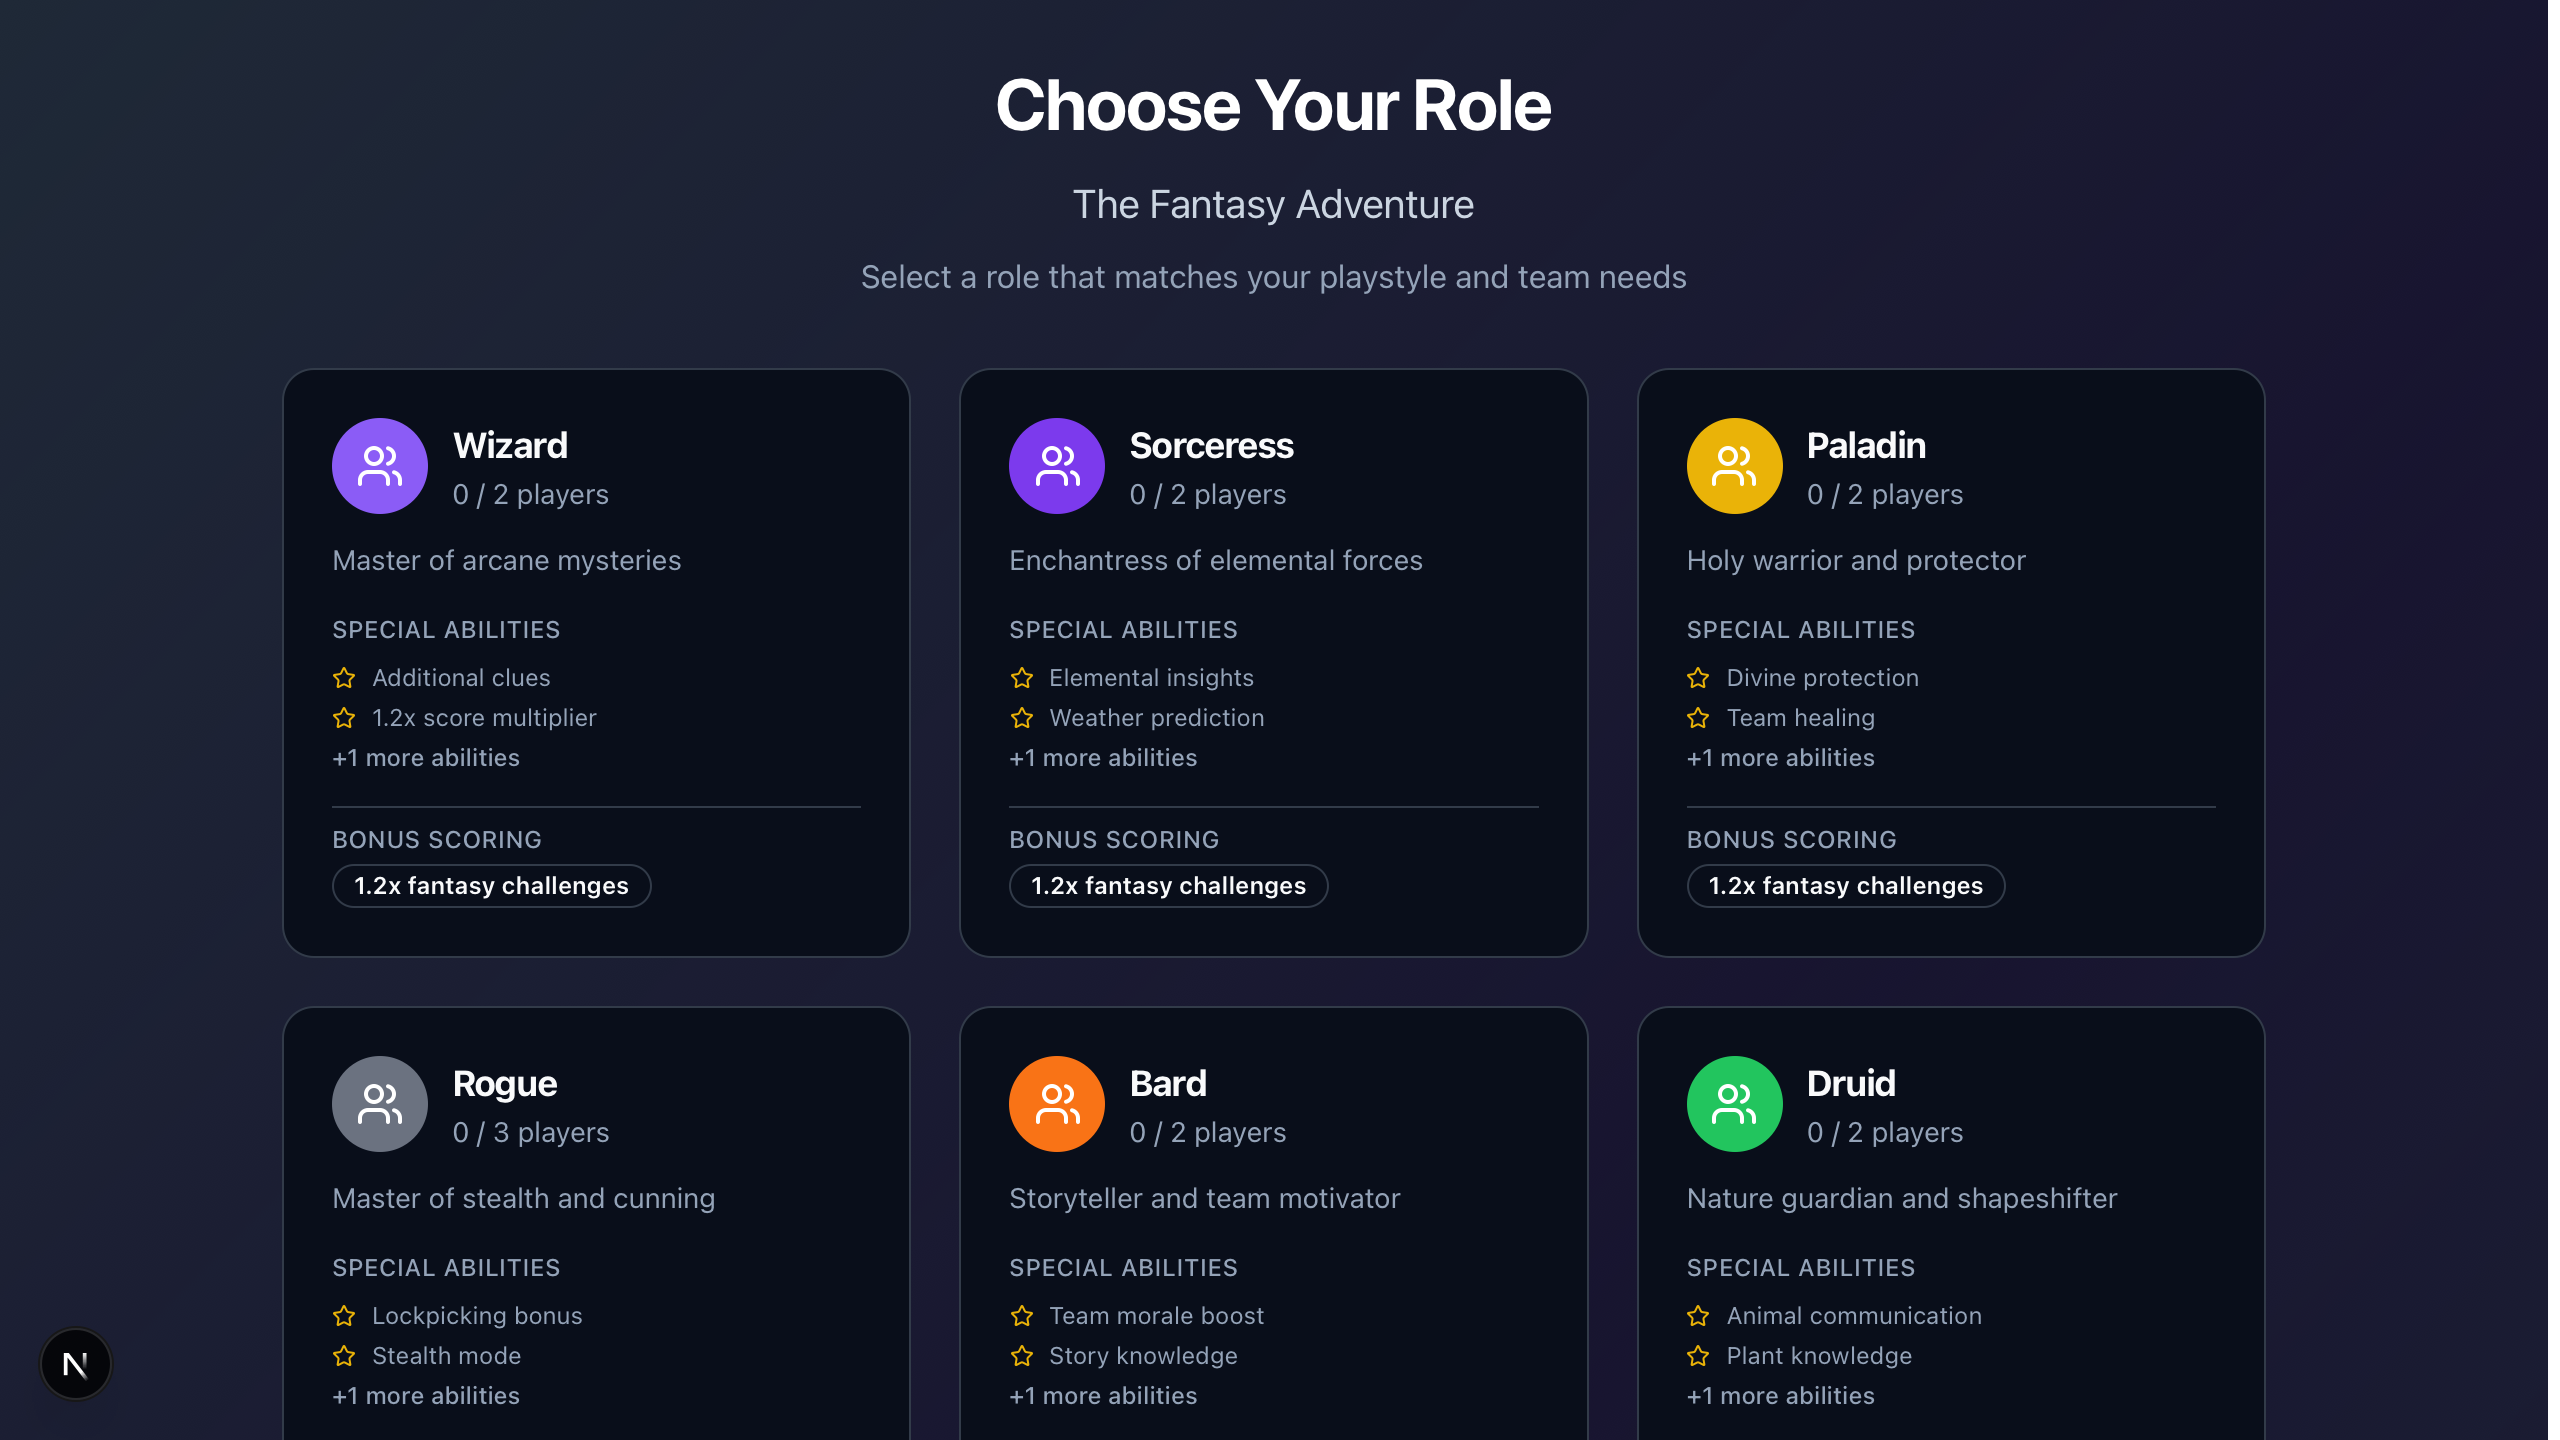 Choose Your Role
The Fantasy Adventure
Select a role that matches your playstyle and team needs
Wizard
0 / 2 players
Master of arcane mysteries
SPECIAL ABILITIES
Additional clues
1.2x score multiplier
+1 more abilities
BONUS SCORING
1.2x fantasy challenges
Sorceress
0 / 2 players
Enchantress of elemental forces
SPECIAL ABILITIES
Elemental insights
Weather prediction
+1 more abilities
BONUS SCORING
1.2x fantasy challenges
Paladin
0 / 2 players
Holy warrior and protector
SPECIAL ABILITIES
Divine protection
Team healing
+1 more abilities
BONUS SCORING
1.2x fantasy challenges
Rogue
0 / 3 players
Master of stealth and cunning
SPECIAL ABILITIES
Lockpicking bonus
Stealth mode
+1 more abilities
Bard
0 / 2 players
Storyteller and team motivator
SPECIAL ABILITIES
Team morale boost
Story knowledge
+1 more abilities
Druid
0 / 2 players
Nature guardian and shapeshifter
SPECIAL ABILITIES
Animal communication
Plant knowledge
+1 more abilities
N